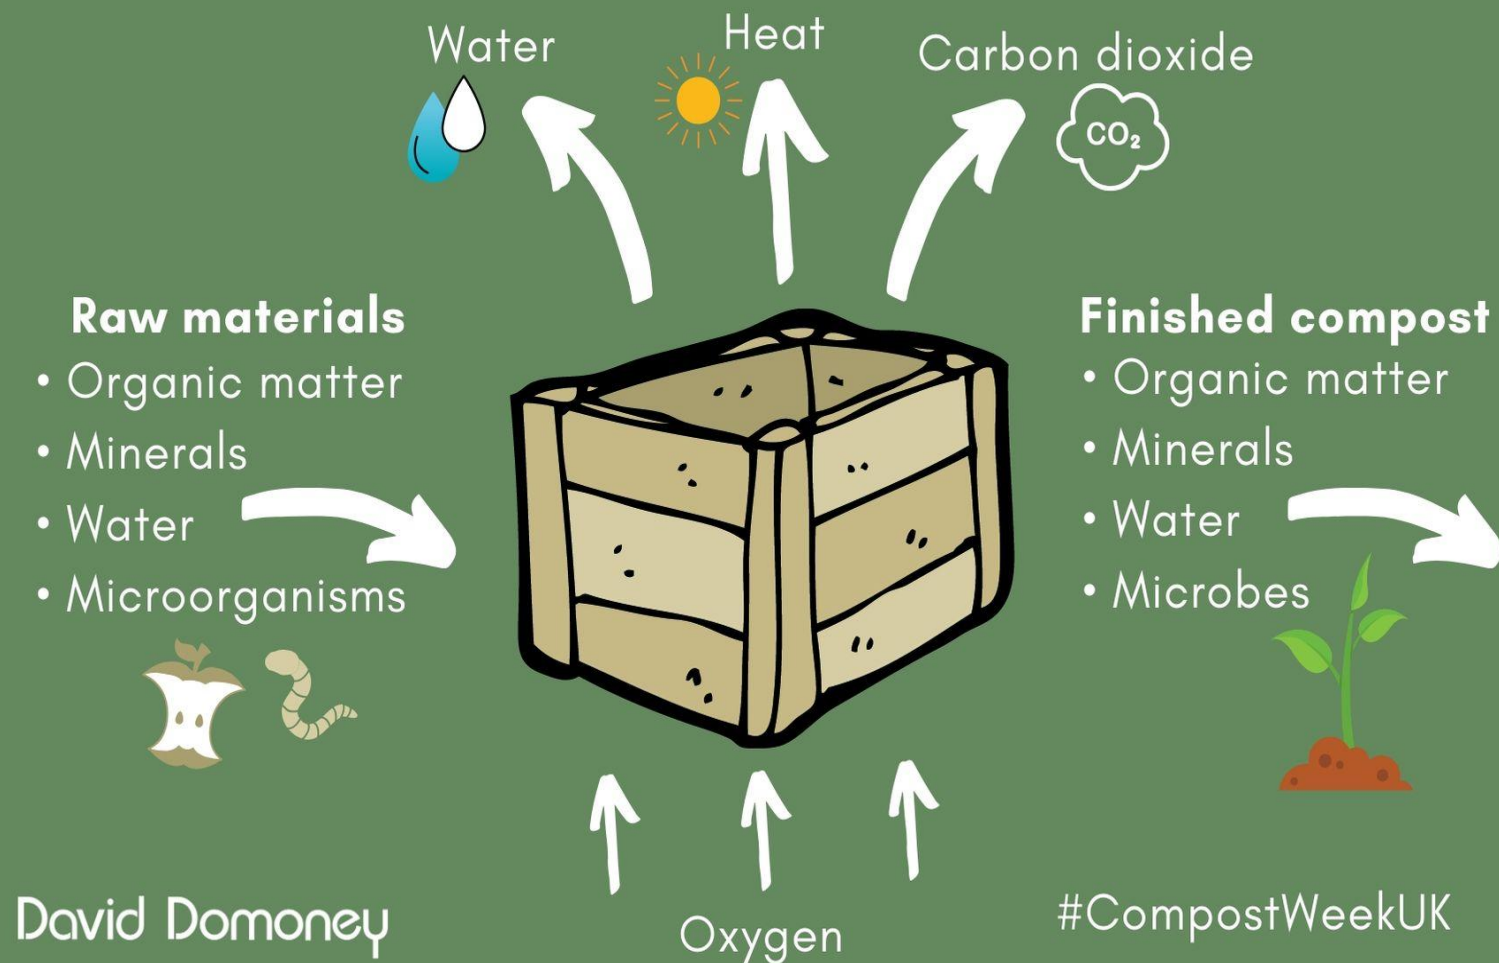 Water
Heat
Carbon dioxide
CO₂
Raw materials
• Organic matter
• Minerals
• Water
• Microorganisms
Finished compost
• Organic matter
• Minerals
• Water
• Microbes
Oxygen
David Domoney
#CompostWeekUK